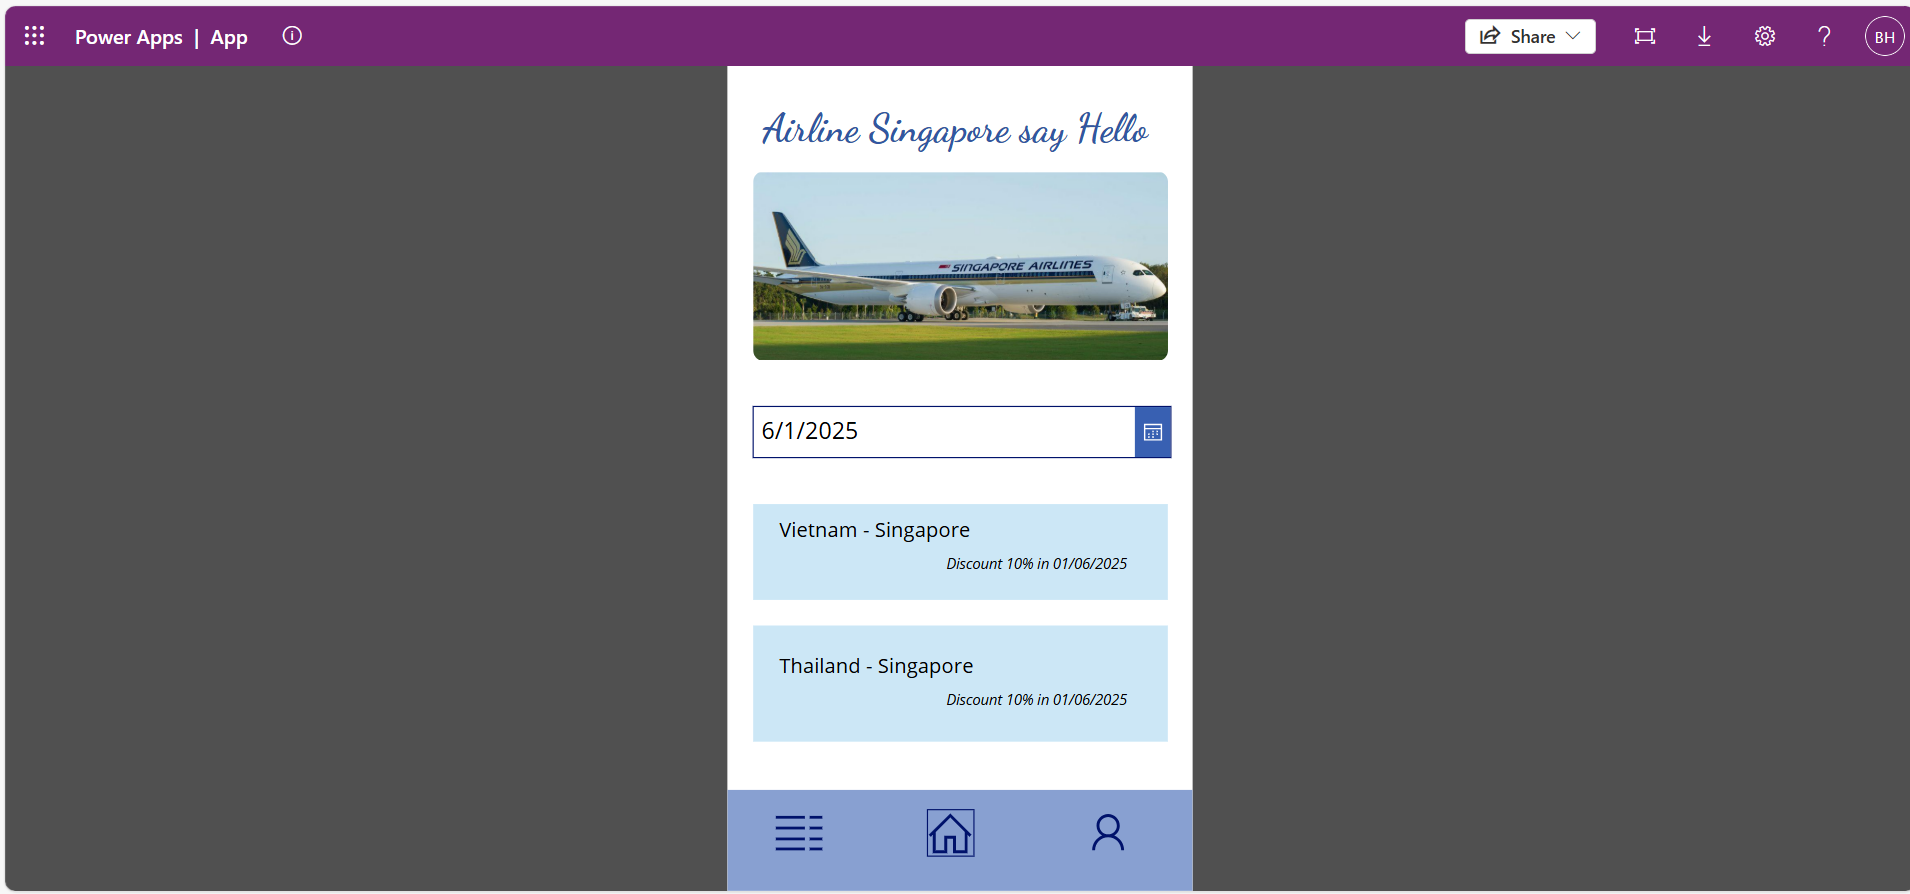 Power Apps | App
Share
BH
Airline Singapore say Hello
SINGAPORE AIRLINES
6/1/2025
Vietnam - Singapore
Discount 10% in 01/06/2025
Thailand - Singapore
Discount 10% in 01/06/2025